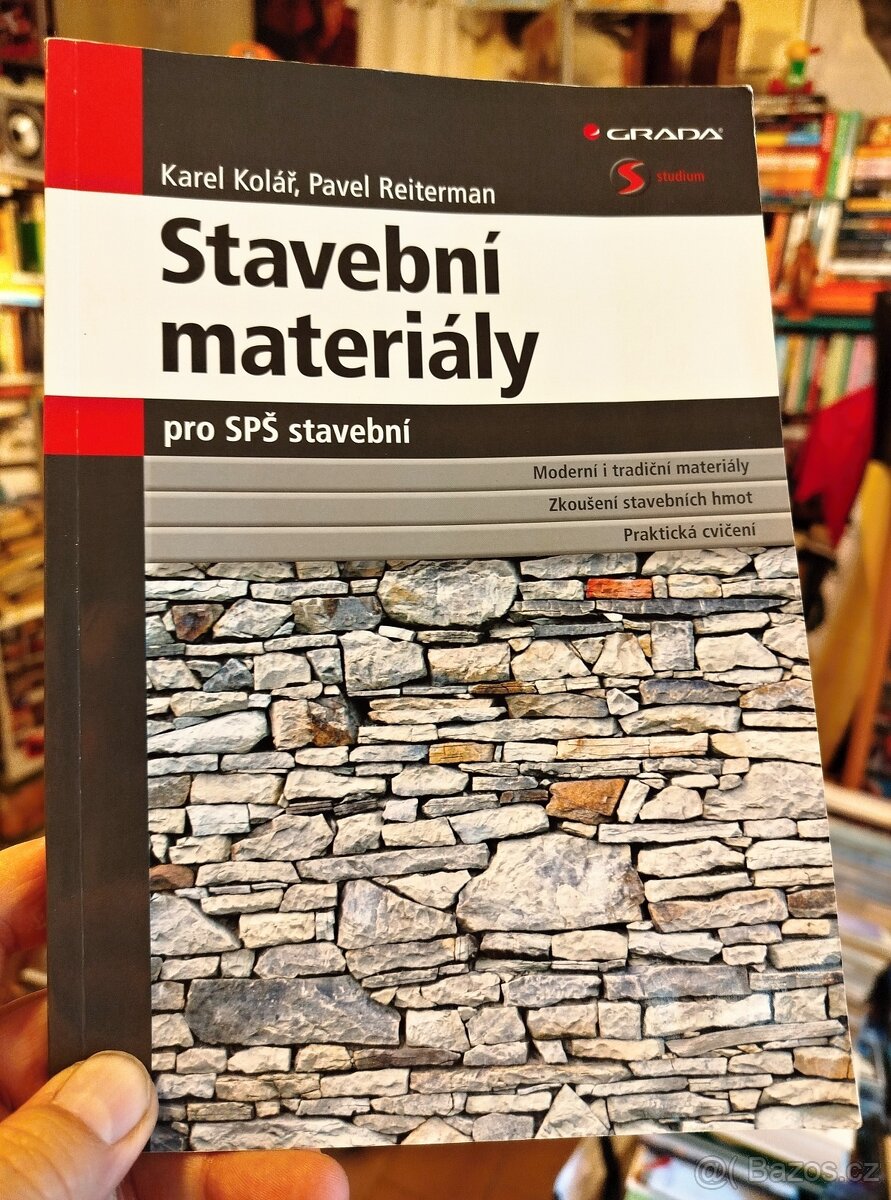 GRADA
studium
Karel Kolář, Pavel Reiterman
Stavební
materiály
pro SPŠ stavební
Moderní i tradiční materiály
Zkoušení stavebních hmot
Praktická cvičení
@( Bazos.cz